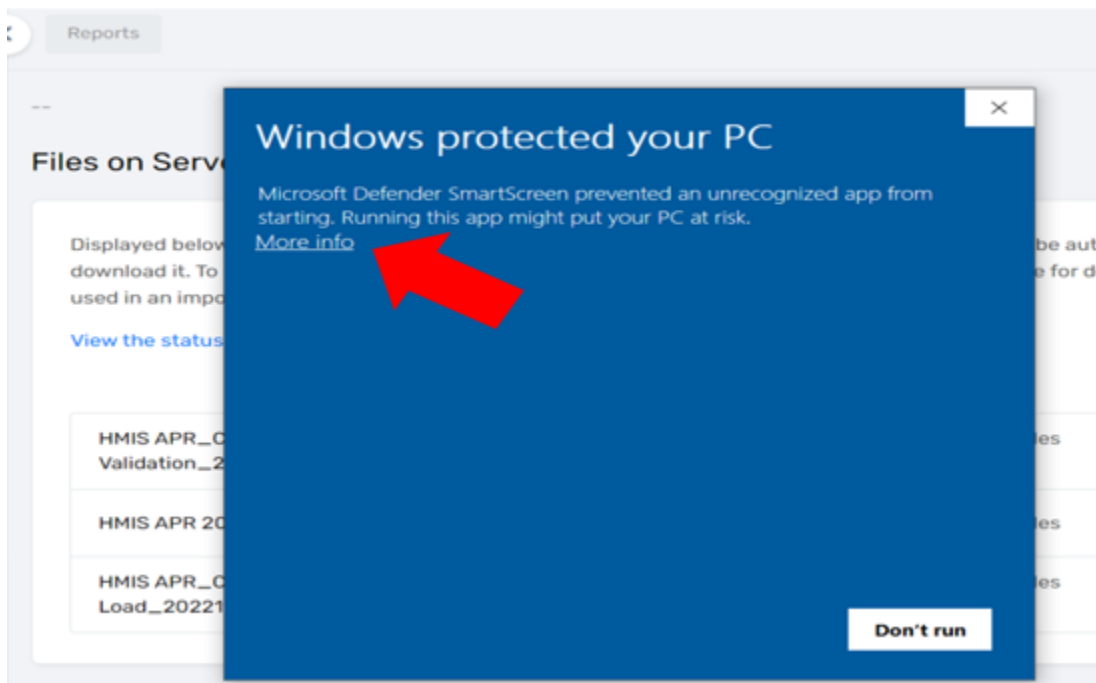 Reports
--
Windows protected your PC
Files on Serv
Microsoft Defender SmartScreen prevented an unrecognized app from
starting. Running this app might put your PC at risk.
More info
Displayed below
be aut
download it. To
e for d
used in an impo
View the status
HMIS APR_C
les
Validation_2
HMIS APR 20
les
HMIS APR_C
les
Load_20221
Don't run